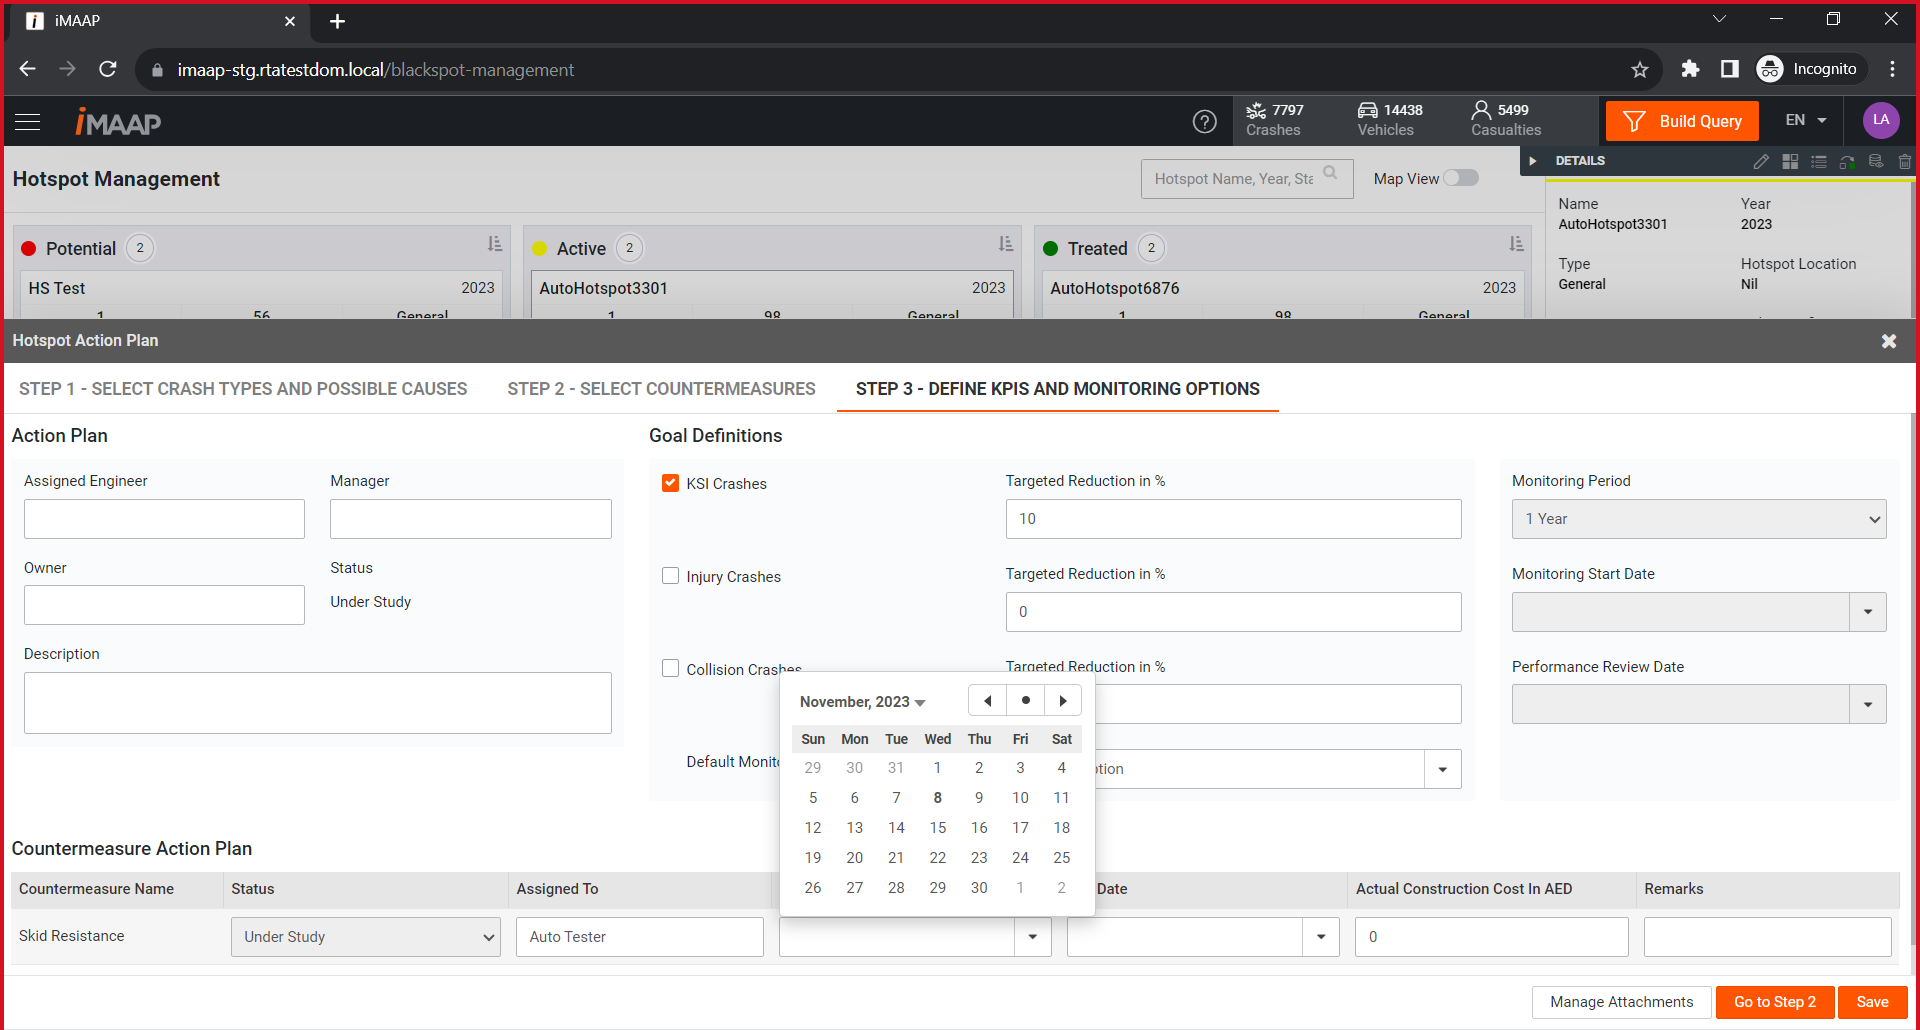 iMAAP
imaap-stg.rtatestdom.local/blackspot-management
Incognito
iMAAP
7797
Crashes
14438
Vehicles
5499
Casualties
Build Query
EN
LA
Hotspot Management
Hotspot Name, Year, Sta
Map View
DETAILS
Name
AutoHotspot3301
Year
2023
Type
General
Hotspot Location
Nil
Potential 2
HS Test 2023
1 56 General
Active 2
AutoHotspot3301 2023
1 98 General
Treated 2
AutoHotspot6876 2023
1 98 General
Hotspot Action Plan
STEP 1 - SELECT CRASH TYPES AND POSSIBLE CAUSES
STEP 2 - SELECT COUNTERMEASURES
STEP 3 - DEFINE KPIS AND MONITORING OPTIONS
Action Plan
Assigned Engineer
Manager
Owner
Status
Under Study
Description
Goal Definitions
KSI Crashes
Targeted Reduction in %
10
Injury Crashes
Targeted Reduction in %
0
Collision Crashes
Targeted Reduction in %
Default Monito
tion
Monitoring Period
1 Year
Monitoring Start Date
Performance Review Date
November, 2023
Sun Mon Tue Wed Thu Fri Sat
29 30 31 1 2 3 4
5 6 7 8 9 10 11
12 13 14 15 16 17 18
19 20 21 22 23 24 25
26 27 28 29 30 1 2
Countermeasure Action Plan
Countermeasure Name Status Assigned To Date Actual Construction Cost In AED Remarks
Skid Resistance Under Study Auto Tester 0
Manage Attachments
Go to Step 2
Save